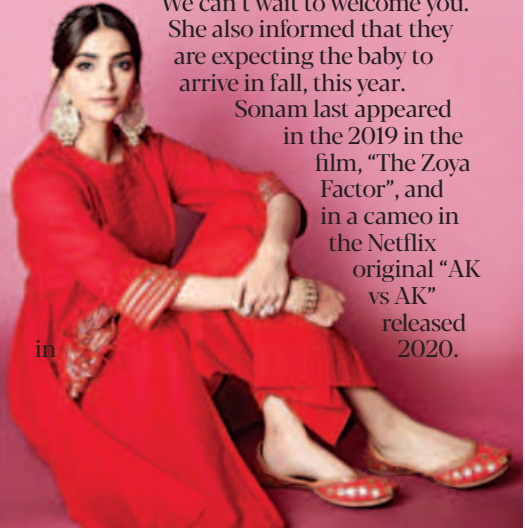 We can't wait to welcome you.
She also informed that they
are expecting the baby to
arrive in fall, this year.
Sonam last appeared
in the 2019 in the
film, “The Zoya
Factor”, and
in a cameo in
the Netflix
original “AK
vs AK”
released
in 2020.